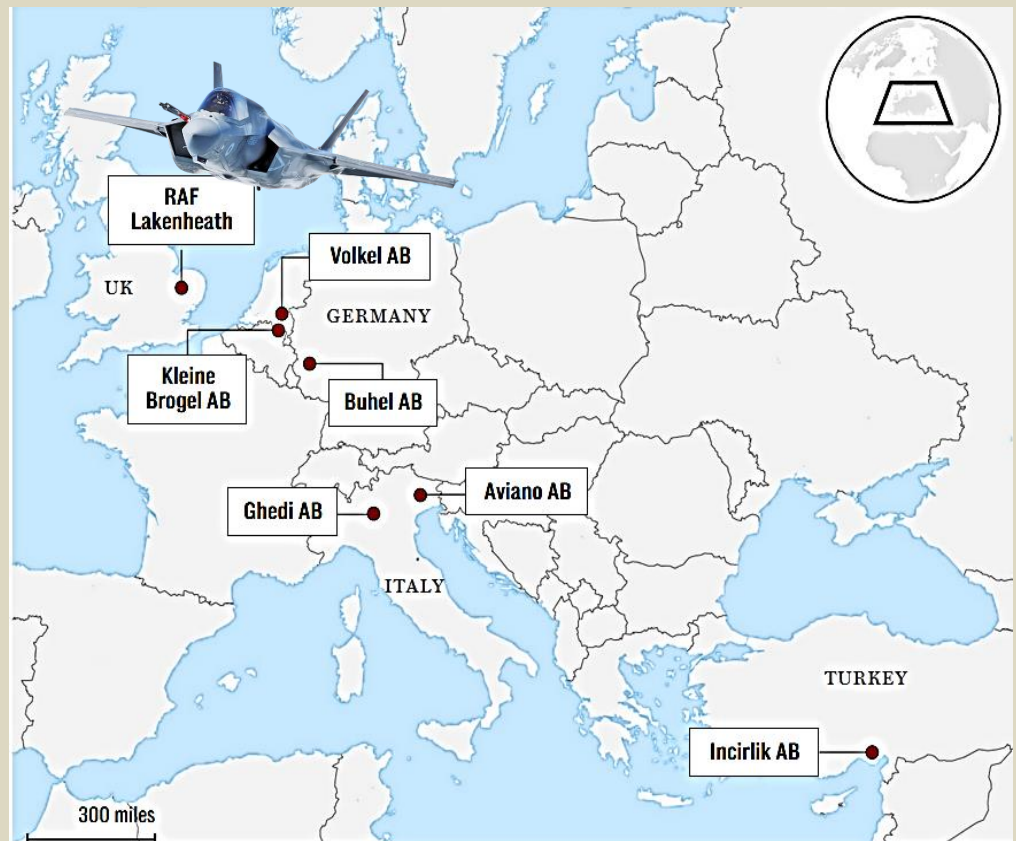 RAF
Lakenheath
Volkel AB
UK
GERMANY
Kleine
Brogel AB
Buhel AB
Aviano AB
Ghedi AB
ITALY
TURKEY
Incirlik AB
300 miles